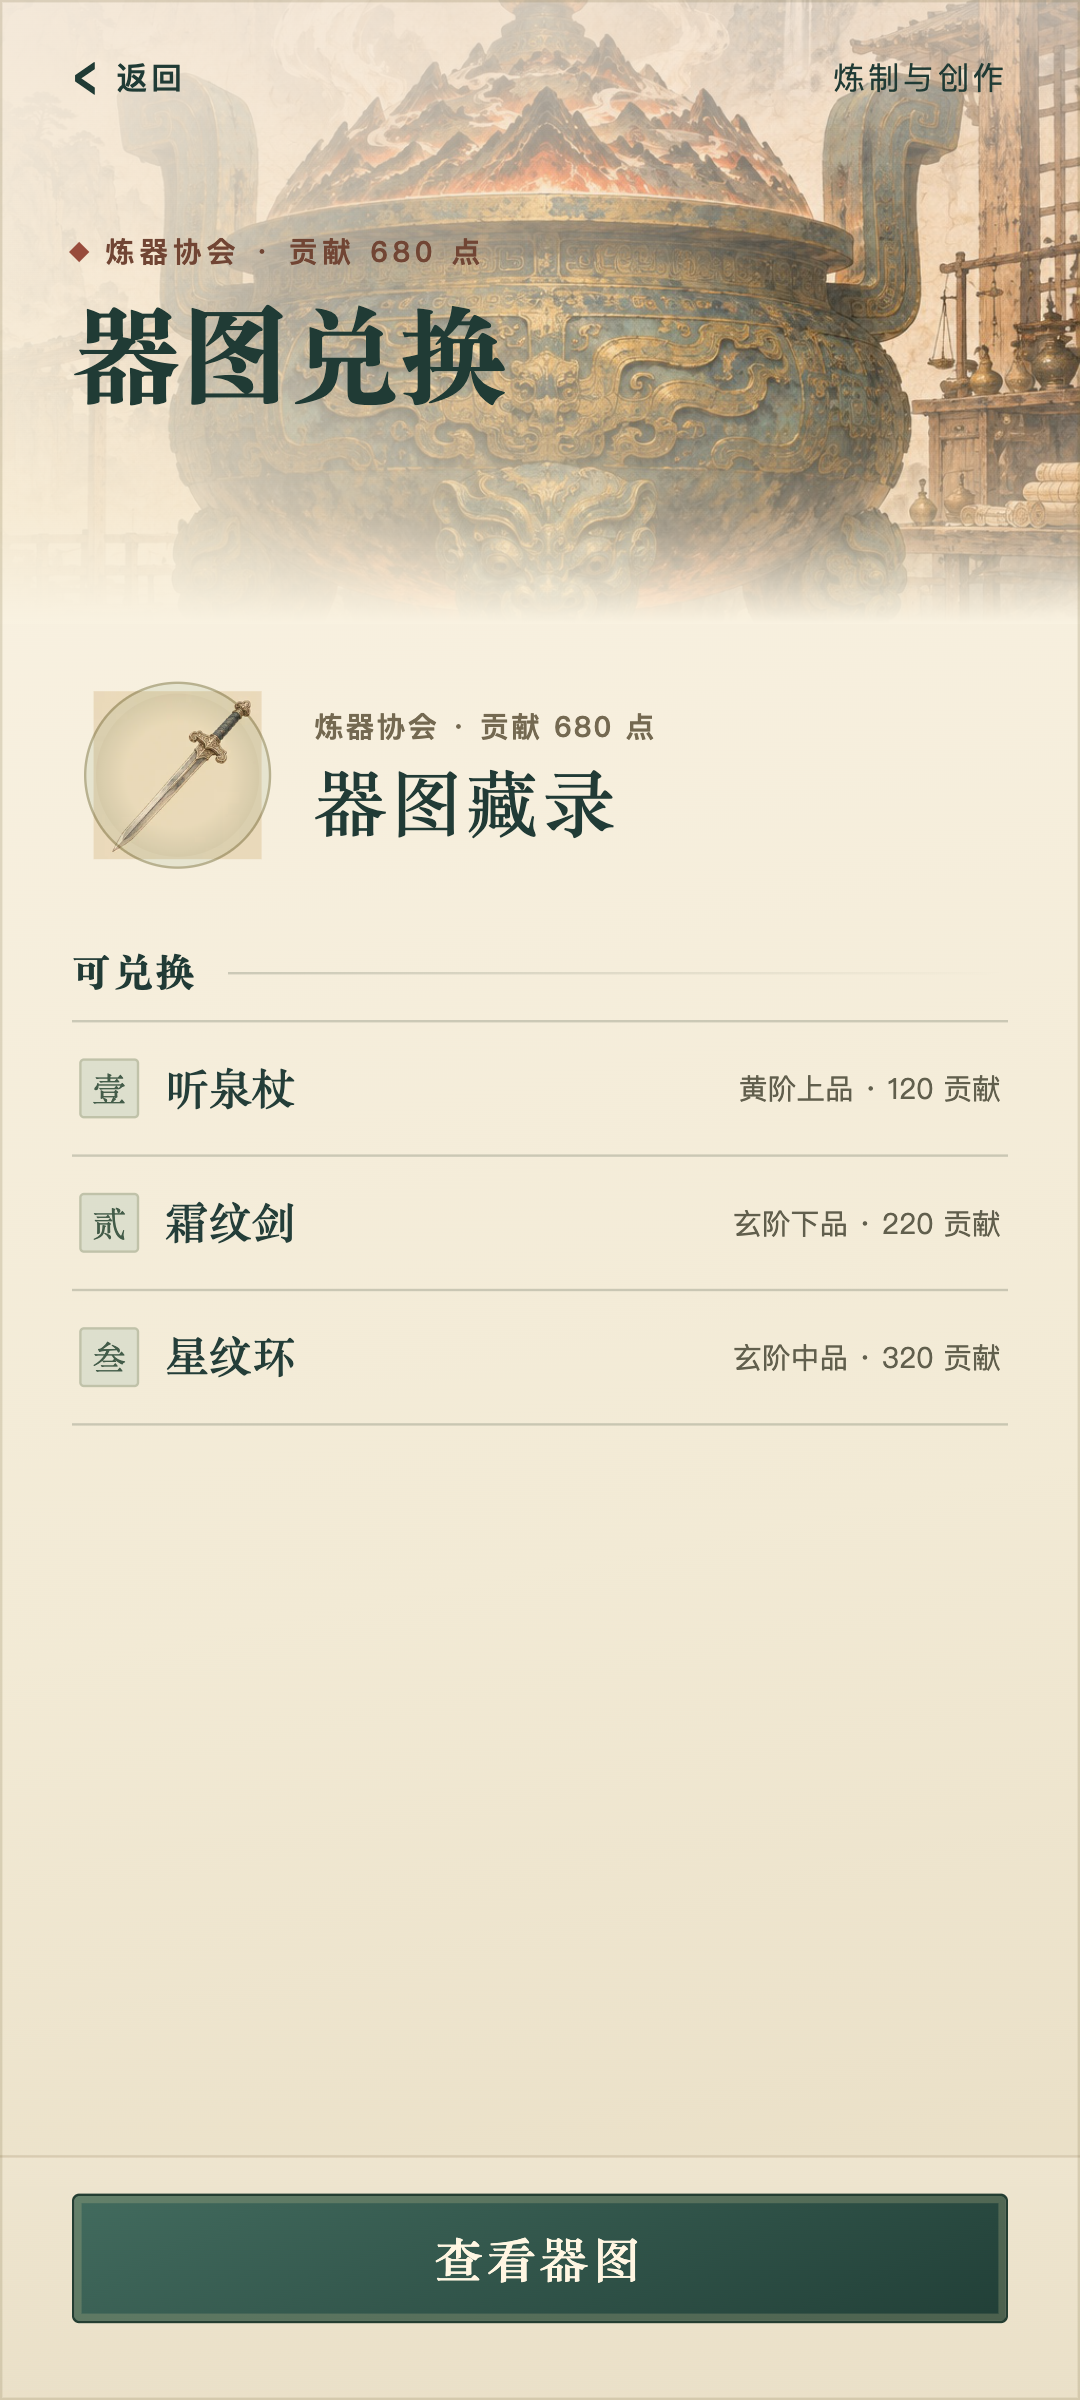 返回
炼制与创作
炼器协会 · 贡献 680 点
器图兑换
炼器协会 · 贡献 680 点
器图藏录
可兑换
壹 听泉杖 黄阶上品 · 120 贡献
贰 霜纹剑 玄阶下品 · 220 贡献
叁 星纹环 玄阶中品 · 320 贡献
查看器图